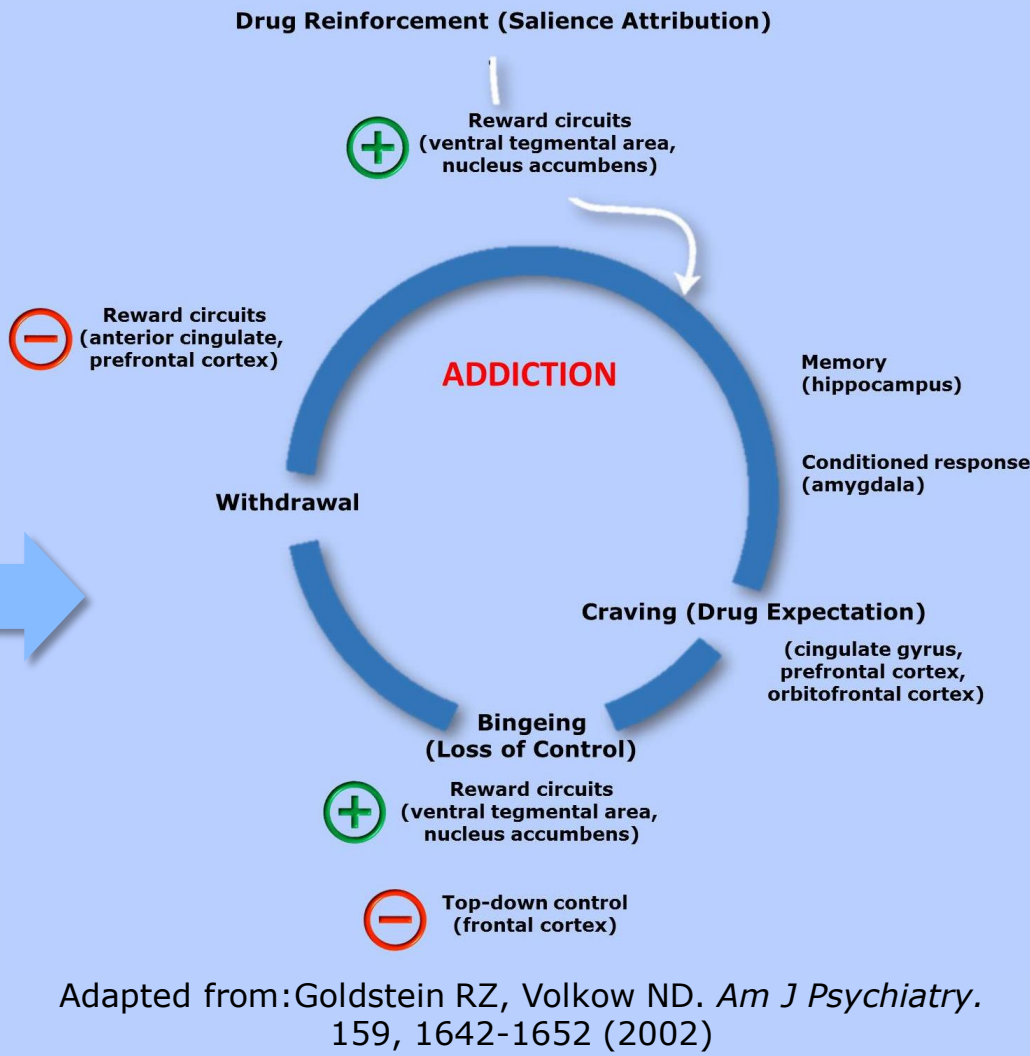 Drug Reinforcement (Salience Attribution)
Reward circuits
(ventral tegmental area,
nucleus accumbens)
Reward circuits
(anterior cingulate,
prefrontal cortex)
ADDICTION
Memory
(hippocampus)
Conditioned response
(amygdala)
Withdrawal
Craving (Drug Expectation)
(cingulate gyrus,
prefrontal cortex,
orbitofrontal cortex)
Bingeing
(Loss of Control)
Reward circuits
(ventral tegmental area,
nucleus accumbens)
Top-down control
(frontal cortex)
Adapted from:Goldstein RZ, Volkow ND. Am J Psychiatry.
159, 1642-1652 (2002)